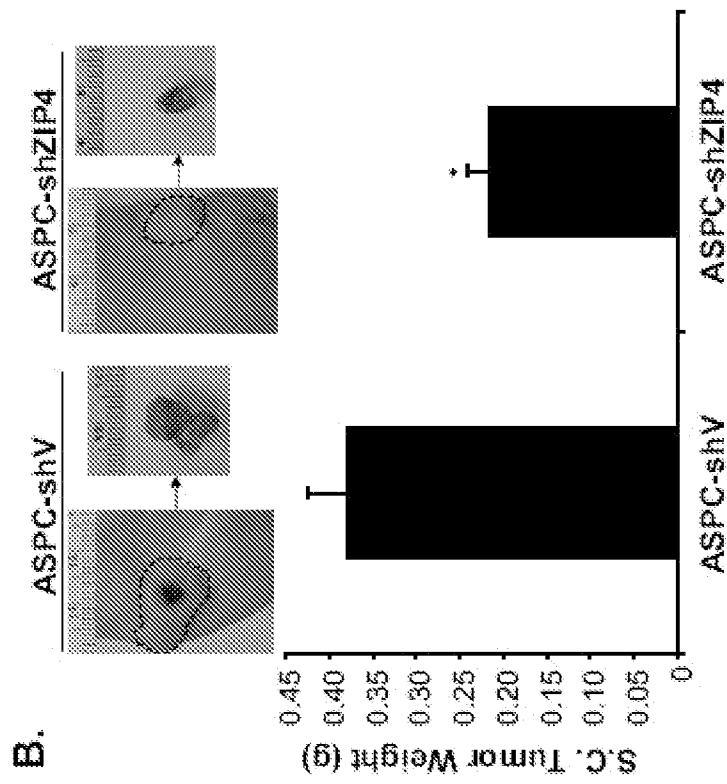 B.
ASPC-shV
ASPC-shZIP4
S.C. Tumor Weight (g)
0.45
0.40
0.35
0.30
0.25
0.20
0.15
0.10
0.05
0
*
ASPC-shV
ASPC-shZIP4